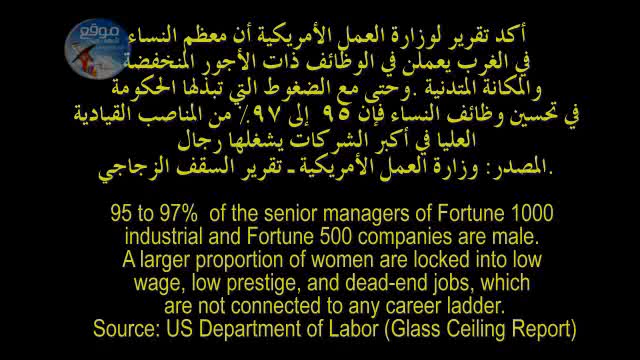 موقع
أكد تقرير لوزارة العمل الأمريكية أن معظم النساء
في الغرب يعملن في الوظائف ذات الأجور المنخفضة
والمكانة المتدنية .وحتى مع الضغوط التي تبذلها الحكومة
في تحسين وظائف النساء فإن ٩٥ إلى ٩٧٪ من المناصب القيادية
العليا في أكبر الشركات يشغلها رجال
المصدر: وزارة العمل الأمريكية ـ تقرير السقف الزجاجي.
95 to 97% of the senior managers of Fortune 1000
industrial and Fortune 500 companies are male.
A larger proportion of women are locked into low
wage, low prestige, and dead-end jobs, which
are not connected to any career ladder.
Source: US Department of Labor (Glass Ceiling Report)